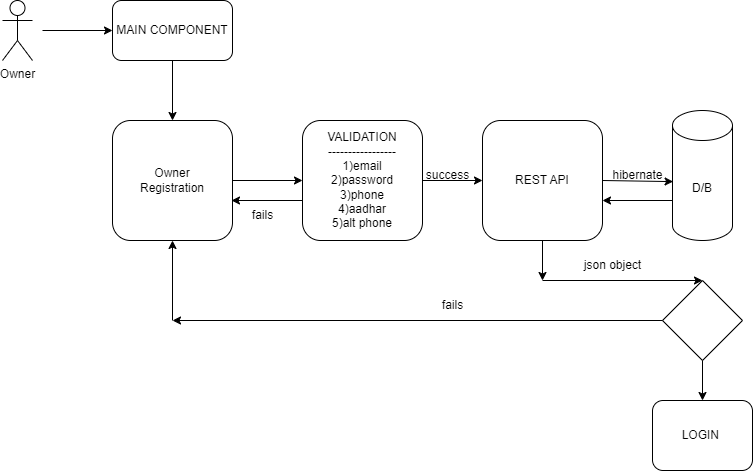 Owner
MAIN COMPONENT
Owner
Registration
VALIDATION
-----------------
1)email
2)password
3)phone
4)aadhar
5)alt phone
fails
success
REST API
hibernate
D/B
json object
fails
LOGIN